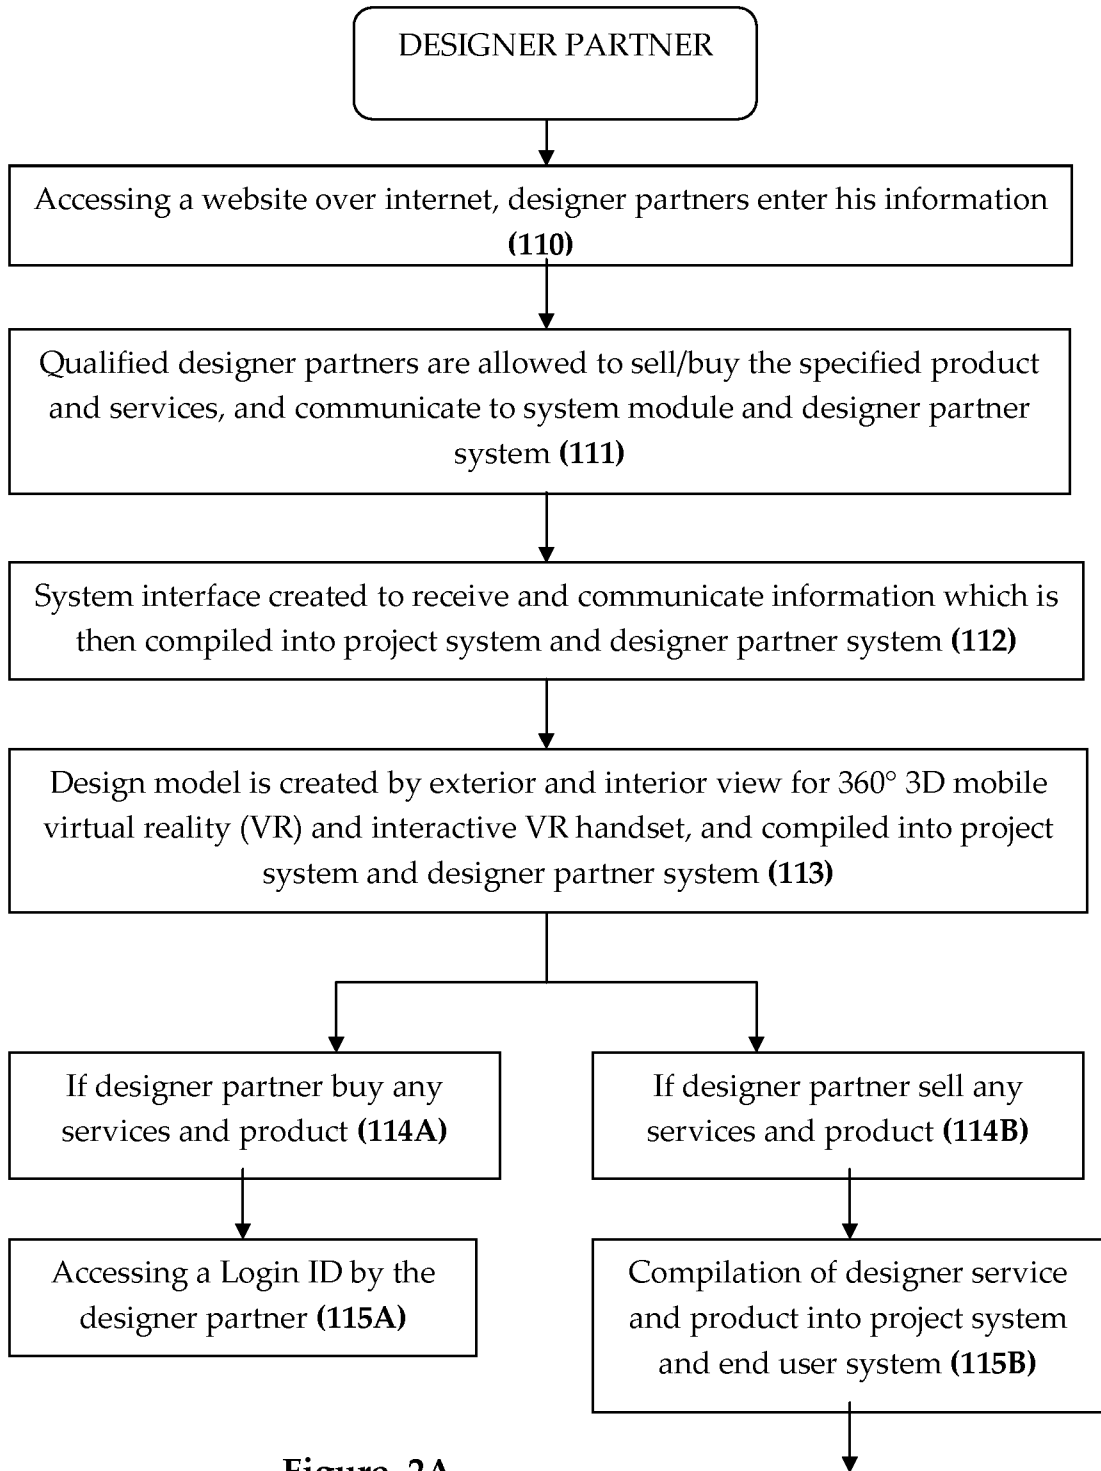 DESIGNER PARTNER
Accessing a website over internet, designer partners enter his information
(110)
Qualified designer partners are allowed to sell/buy the specified product
and services, and communicate to system module and designer partner
system (111)
System interface created to receive and communicate information which is
then compiled into project system and designer partner system (112)
Design model is created by exterior and interior view for 360° 3D mobile
virtual reality (VR) and interactive VR handset, and compiled into project
system and designer partner system (113)
If designer partner buy any
services and product (114A)
If designer partner sell any
services and product (114B)
Accessing a Login ID by the
designer partner (115A)
Compilation of designer service
and product into project system
and end user system (115B)
Figure 2A